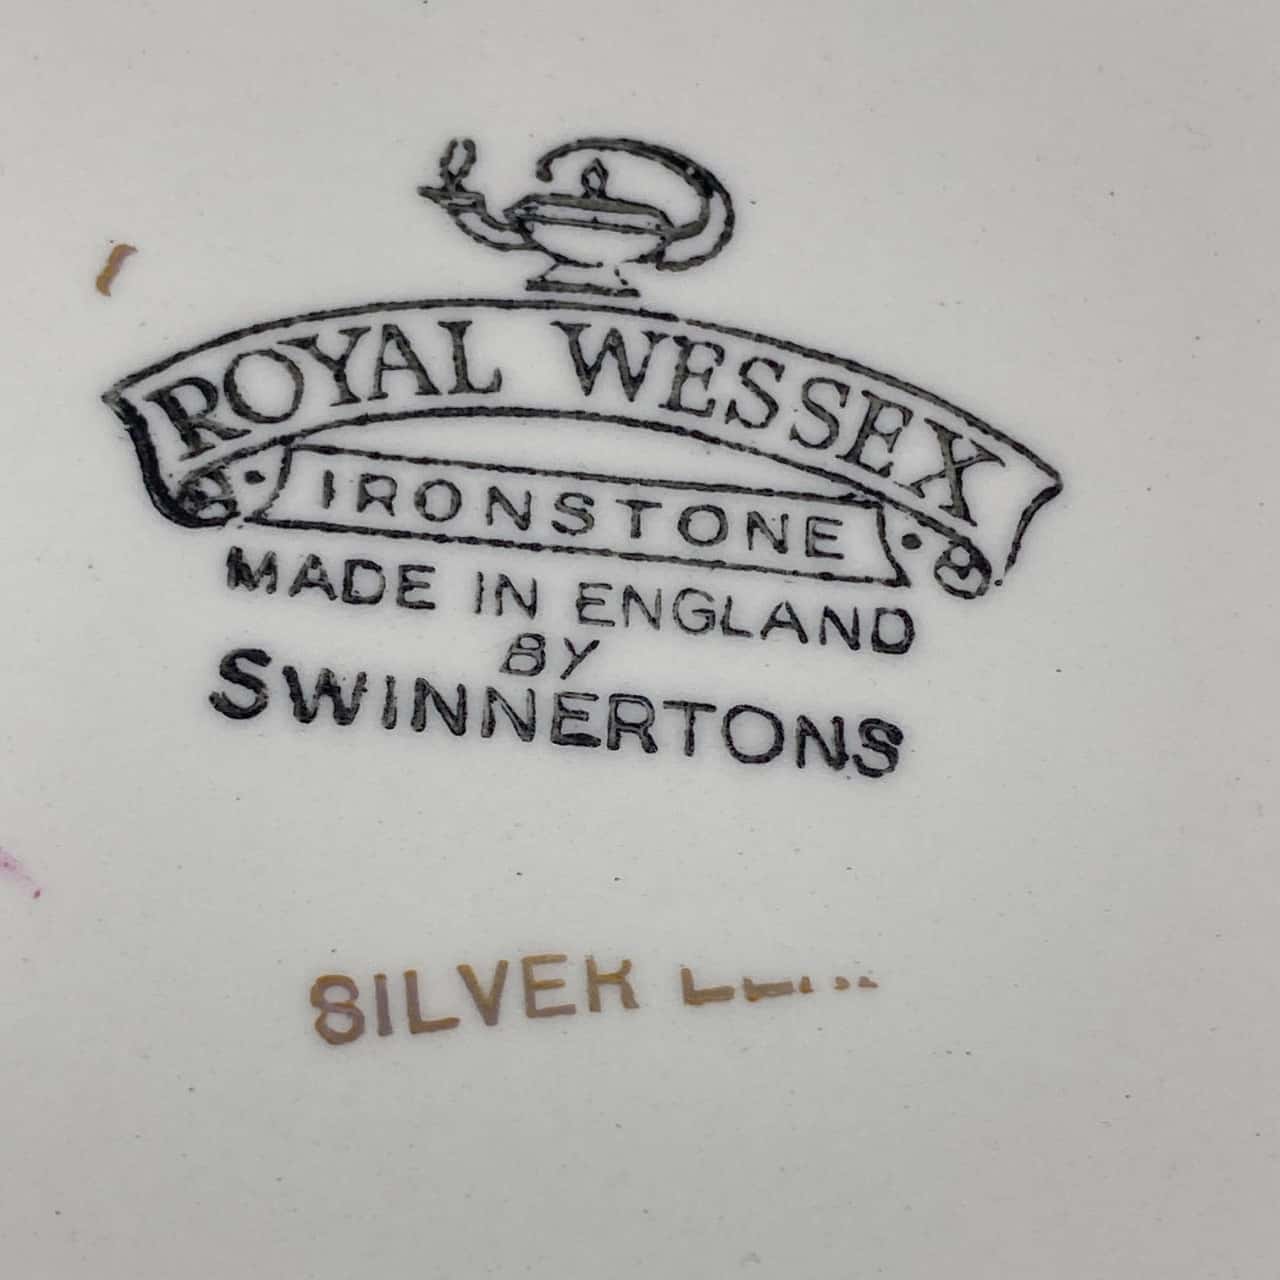 ROYAL WESSEX
IRONSTONE
MADE IN ENGLAND
BY
SWINNERTONS
SILVER